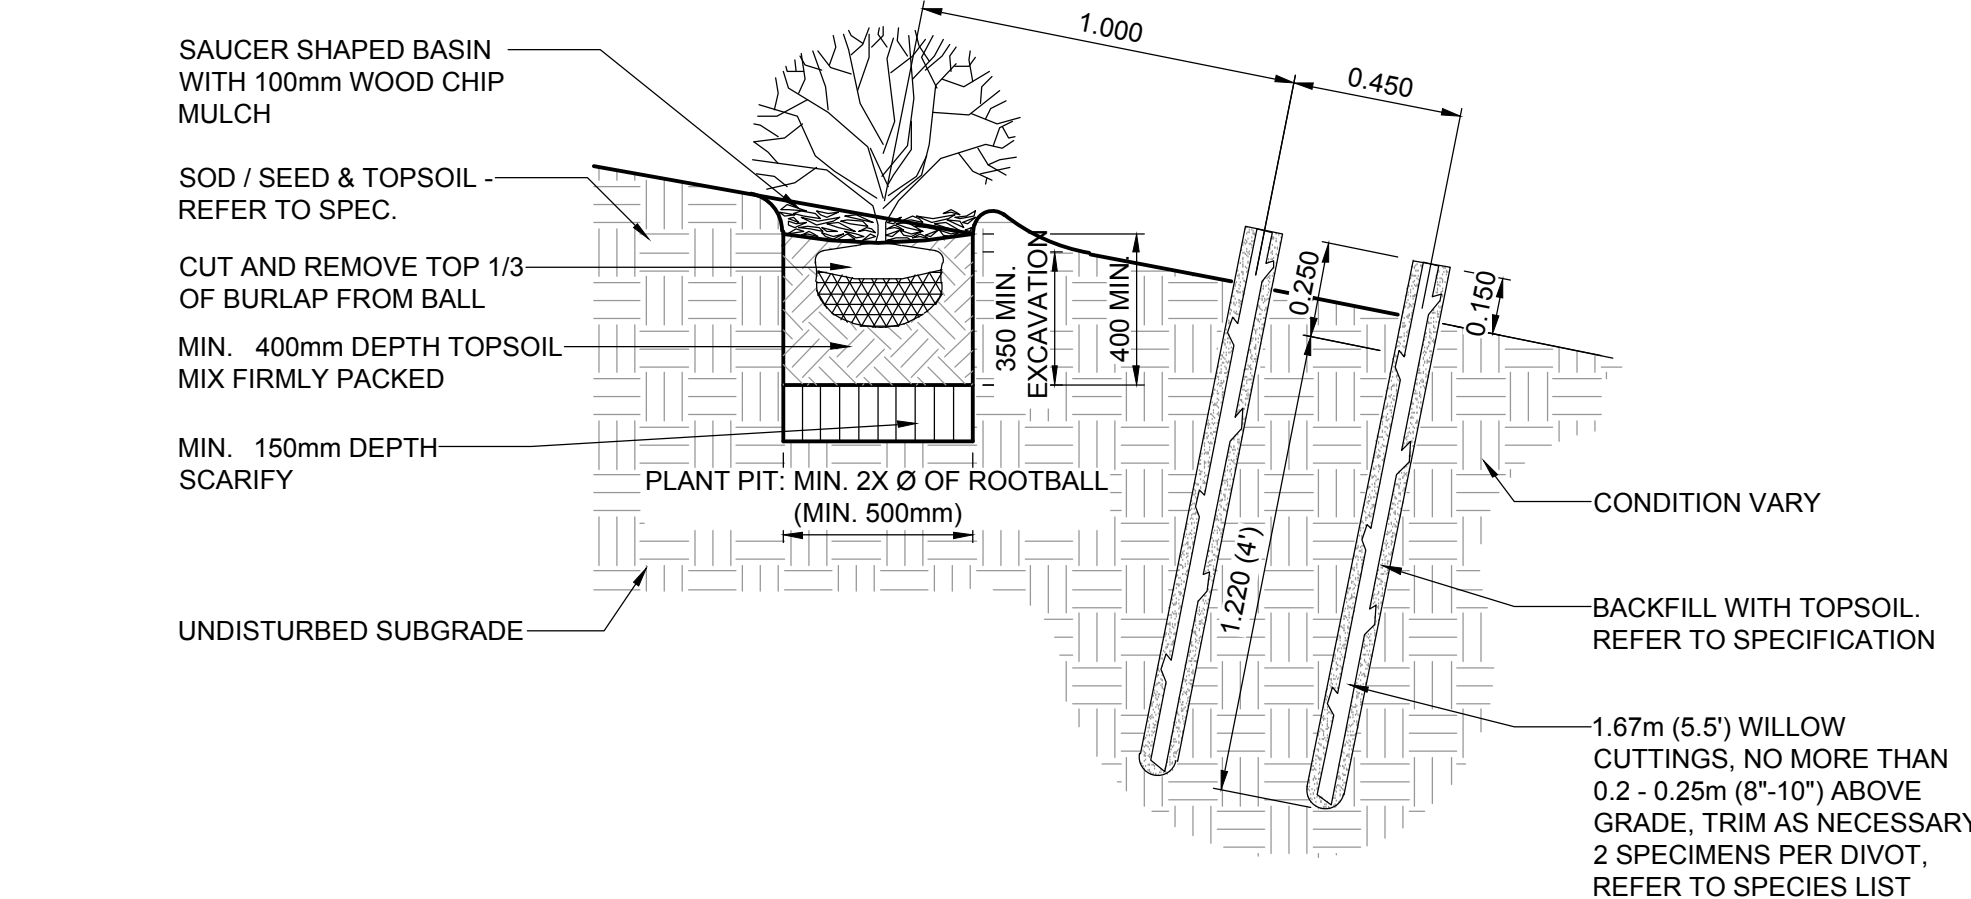 SAUCER SHAPED BASIN
WITH 100mm WOOD CHIP
MULCH
SOD / SEED & TOPSOIL -
REFER TO SPEC.
CUT AND REMOVE TOP 1/3
OF BURLAP FROM BALL
MIN. 400mm DEPTH TOPSOIL
MIX FIRMLY PACKED
MIN. 150mm DEPTH
SCARIFY
UNDISTURBED SUBGRADE
1.000
0.450
350 MIN.
EXCAVATION
400 MIN.
0.250
0.150
1.220 (4')
PLANT PIT: MIN. 2X Ø OF ROOTBALL
(MIN. 500mm)
CONDITION VARY
BACKFILL WITH TOPSOIL.
REFER TO SPECIFICATION
1.67m (5.5') WILLOW
CUTTINGS, NO MORE THAN
0.2 - 0.25m (8"-10") ABOVE
GRADE, TRIM AS NECESSARY
2 SPECIMENS PER DIVOT,
REFER TO SPECIES LIST